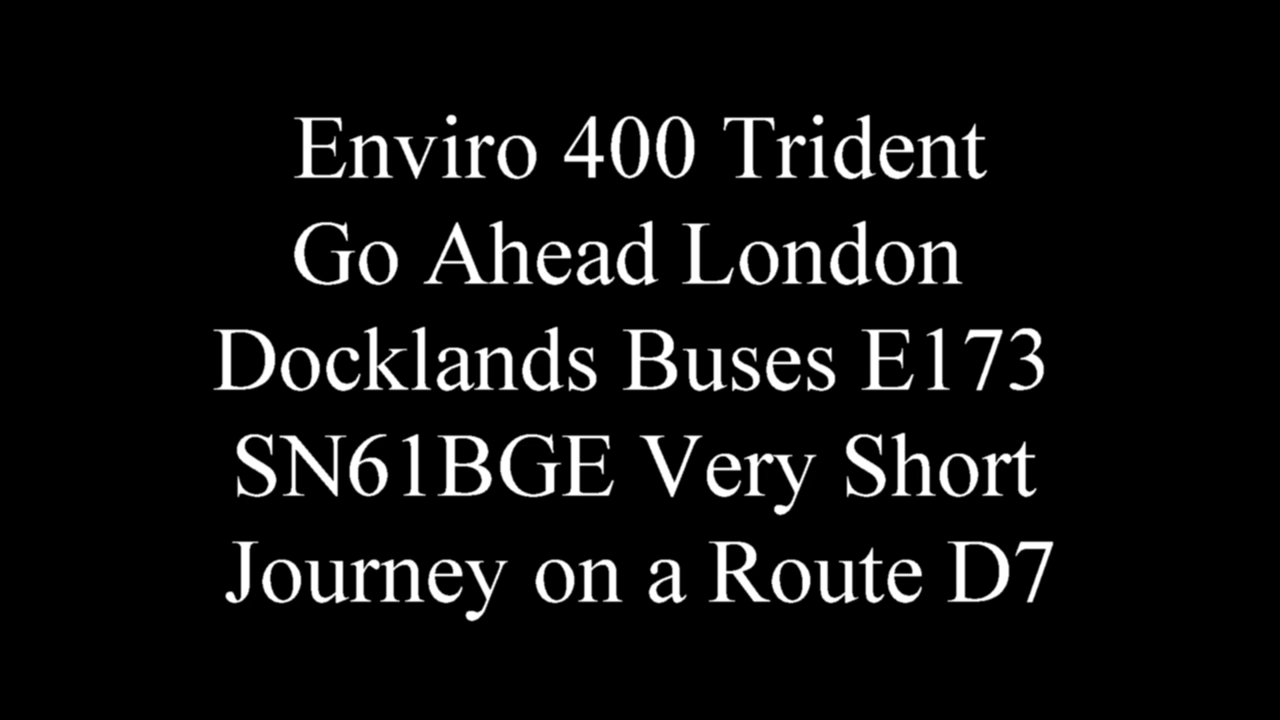 Enviro 400 Trident
Go Ahead London
Docklands Buses E173
SN61BGE Very Short
Journey on a Route D7